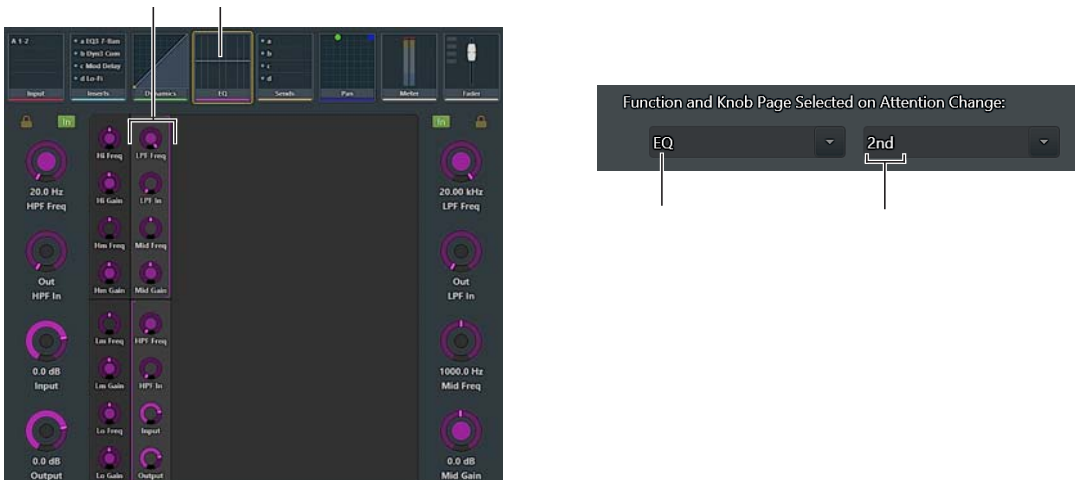 A 1-2
• a EQ3 7-Ban
• b Dyn3 Com
• c Mod Delay
• d Lo-Fi
• a
• b
• c
• d
Input
Inserts
Dynamics
EQ
Sends
Pan
Meter
Fader
In
In
20.0 Hz
HPF Freq
Out
HPF In
0.0 dB
Input
0.0 dB
Output
Hi Freq
LPF Freq
Hi Gain
LPF In
Hm Freq
Mid Freq
Hm Gain
Mid Gain
Lm Freq
HPF Freq
Lm Gain
HPF In
Lo Freq
Input
Lo Gain
Output
20.00 kHz
LPF Freq
Out
LPF In
1000.0 Hz
Mid Freq
0.0 dB
Mid Gain
Function and Knob Page Selected on Attention Change:
EQ
2nd